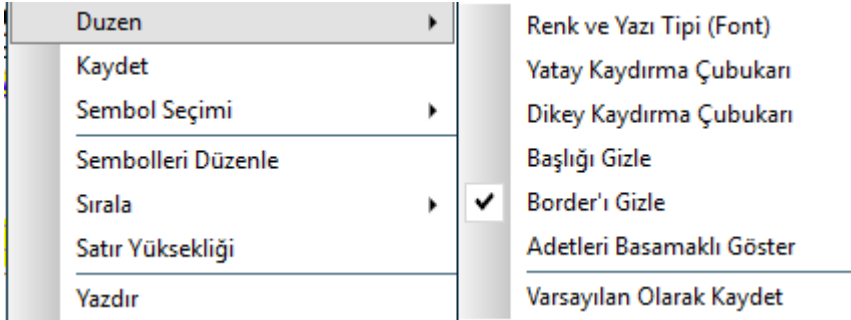 Duzen
Kaydet
Sembol Seçimi
Sembolleri Düzenle
Sırala
Satır Yüksekliği
Yazdır
Renk ve Yazı Tipi (Font)
Yatay Kaydırma Çubukarı
Dikey Kaydırma Çubukarı
Başlığı Gizle
Border'ı Gizle
Adetleri Basamaklı Göster
Varsayılan Olarak Kaydet